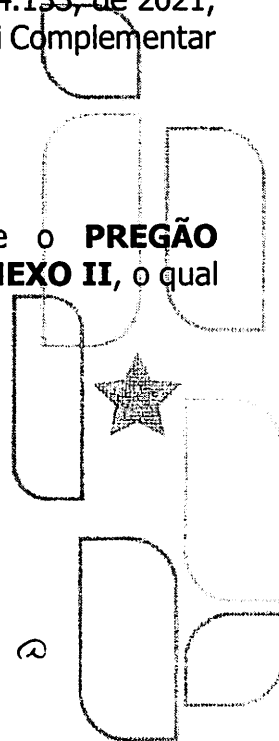 4.133, de 2021,
i Complementar
e o PREGÃO
NEXO II, o qual